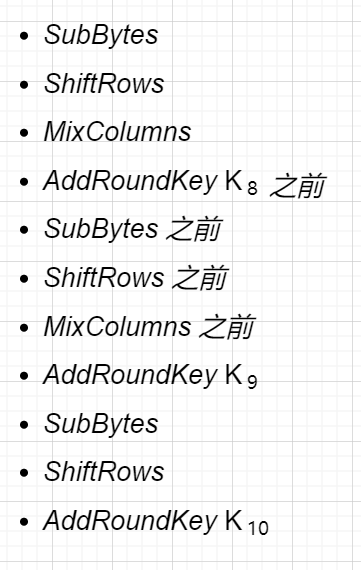 • SubBytes
• ShiftRows
• MixColumns
• AddRoundKey K₈ 之前
• SubBytes 之前
• ShiftRows 之前
• MixColumns 之前
• AddRoundKey K₉
• SubBytes
• ShiftRows
• AddRoundKey K₁₀